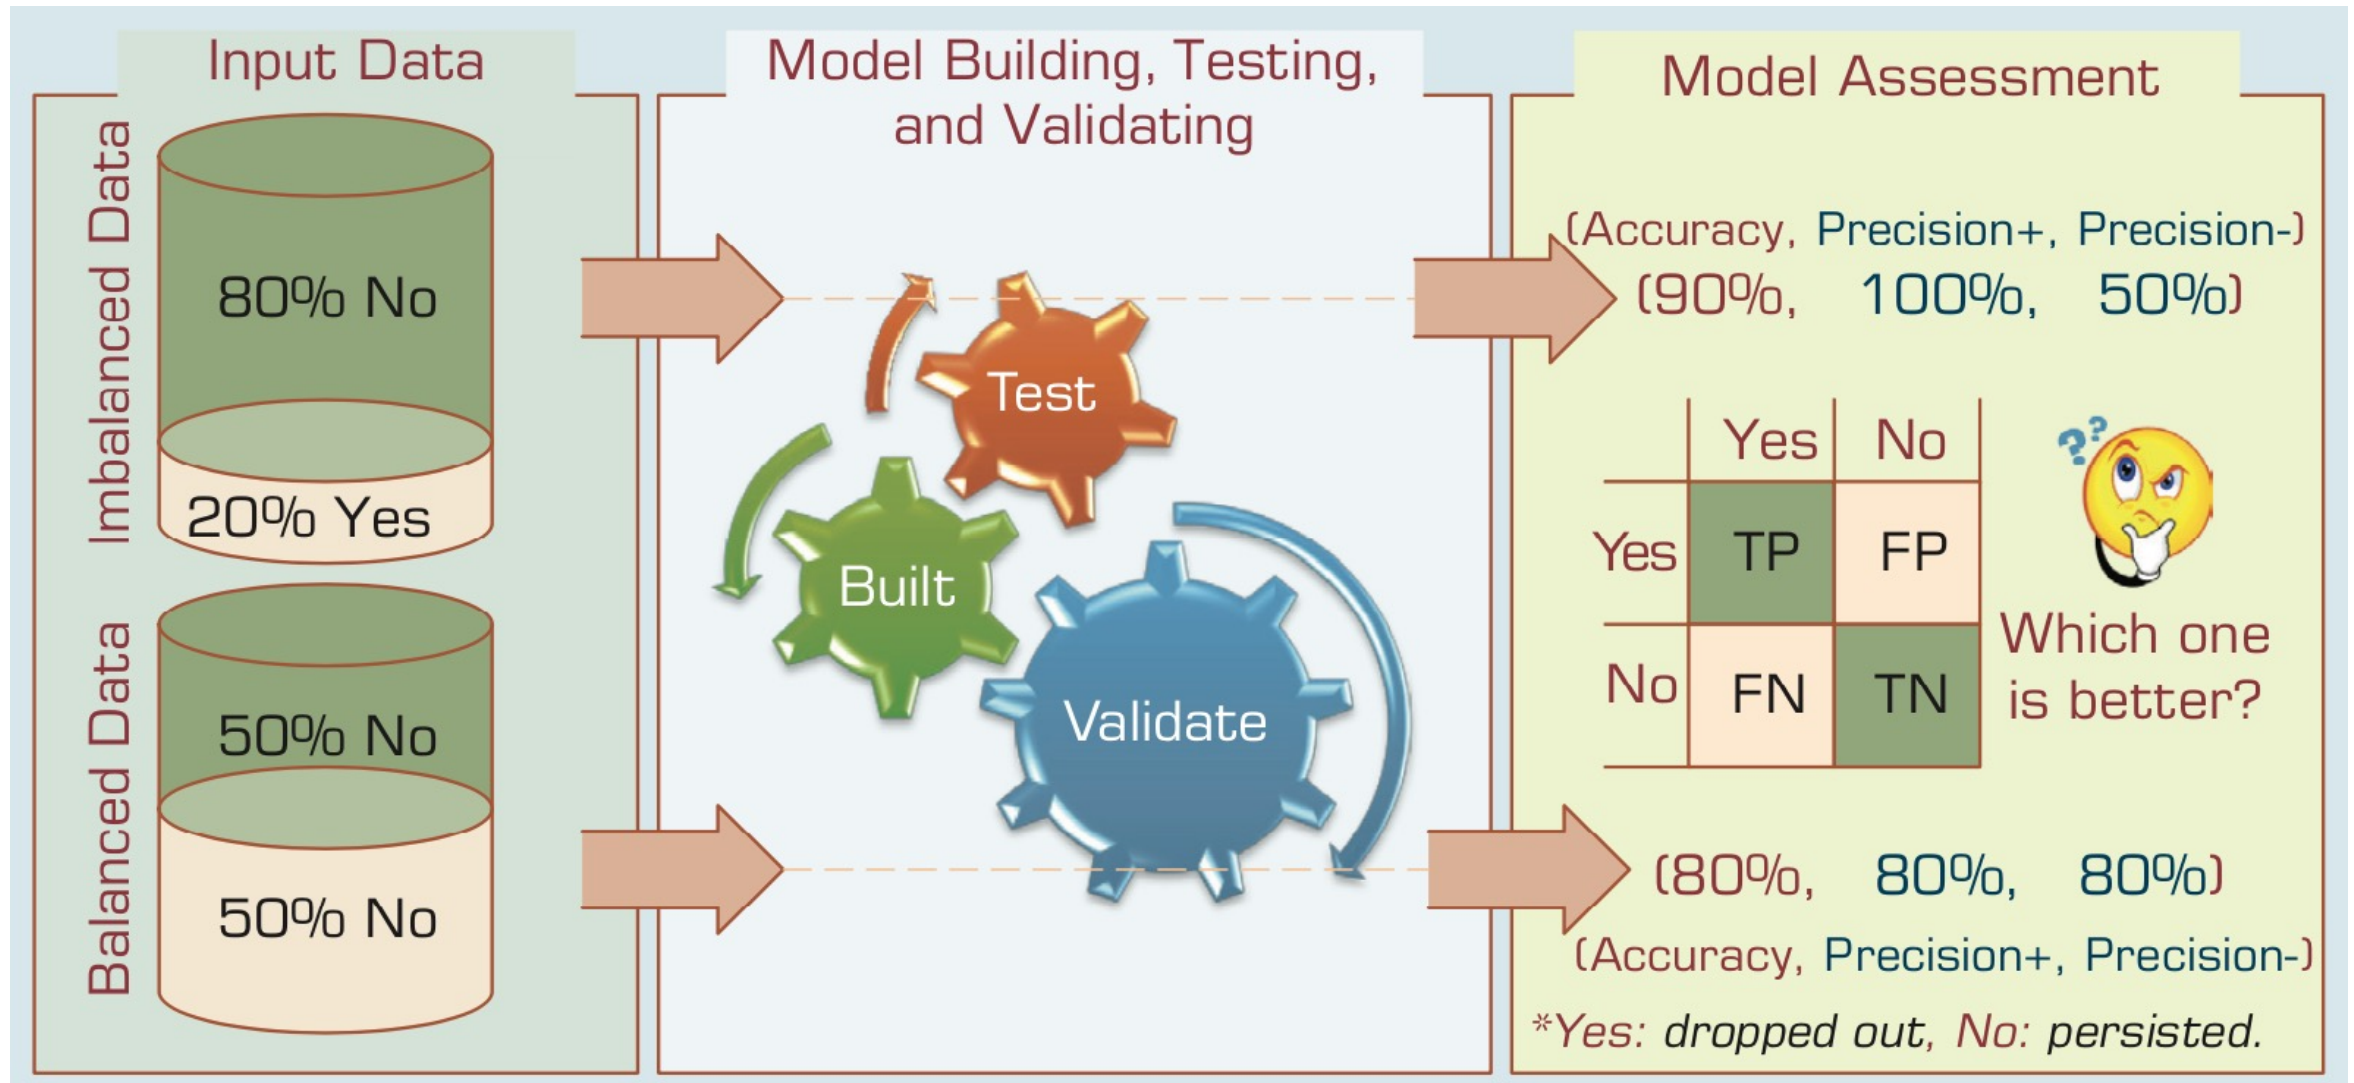 Input Data
Imbalanced Data
80% No
20% Yes
Balanced Data
50% No
50% No
Model Building, Testing,
and Validating
Test
Built
Validate
Model Assessment
(Accuracy, Precision+, Precision-)
(90%, 100%, 50%)
Yes No
Yes TP FP
No FN TN
??
Which one
is better?
(80%, 80%, 80%)
(Accuracy, Precision+, Precision-)
*Yes: dropped out, No: persisted.